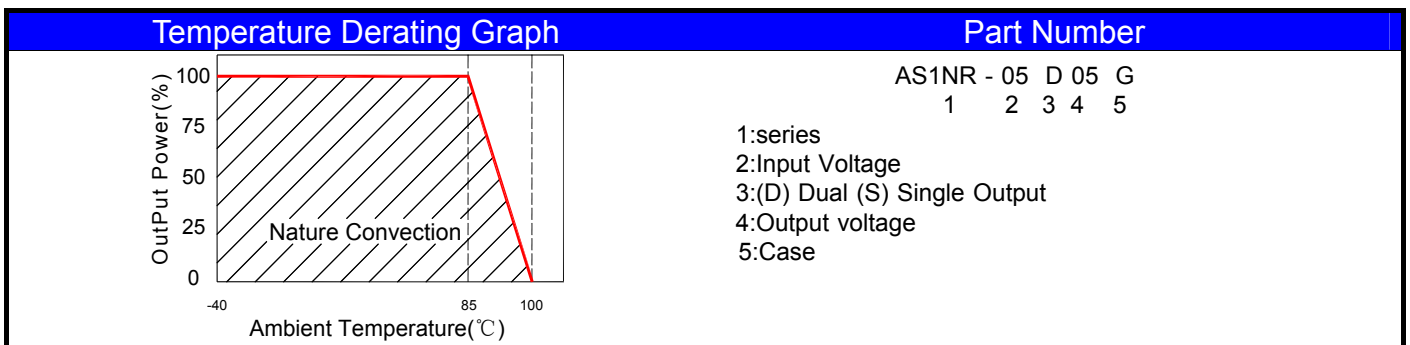 Temperature Derating Graph
Part Number
OutPut Power(%)
100
75
50
25
0
Nature Convection
-40
85
100
Ambient Temperature(℃)
AS1NR - 05 D 05 G
1 2 3 4 5
1:series
2:Input Voltage
3:(D) Dual (S) Single Output
4:Output voltage
5:Case